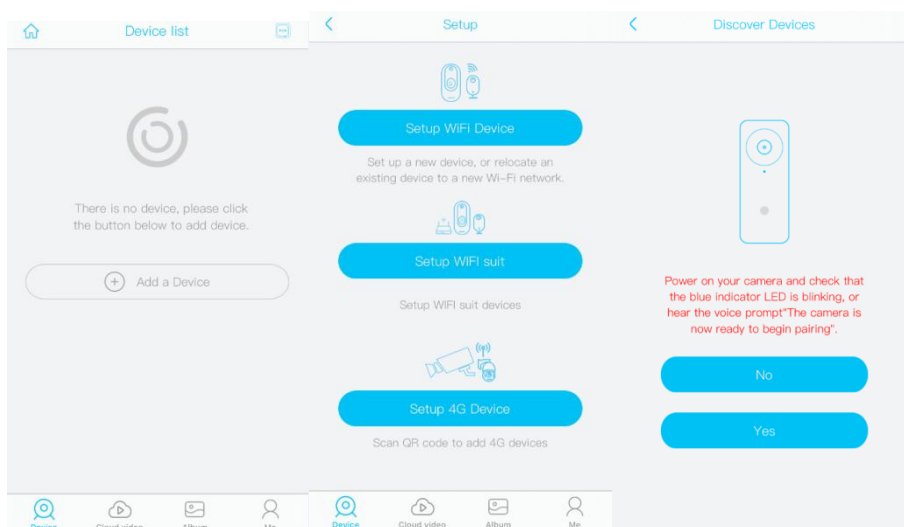 Device list
There is no device, please click
the button below to add device.
Add a Device
Device
Cloud video
Album
Me
Setup
Setup WiFi Device
Set up a new device, or relocate an
existing device to a new Wi-Fi network.
Setup WIFI suit
Setup WIFI suit devices
Setup 4G Device
Scan QR code to add 4G devices
Device
Cloud video
Album
Me
Discover Devices
Power on your camera and check that
the blue indicator LED is blinking, or
hear the voice prompt"The camera is
now ready to begin pairing".
No
Yes